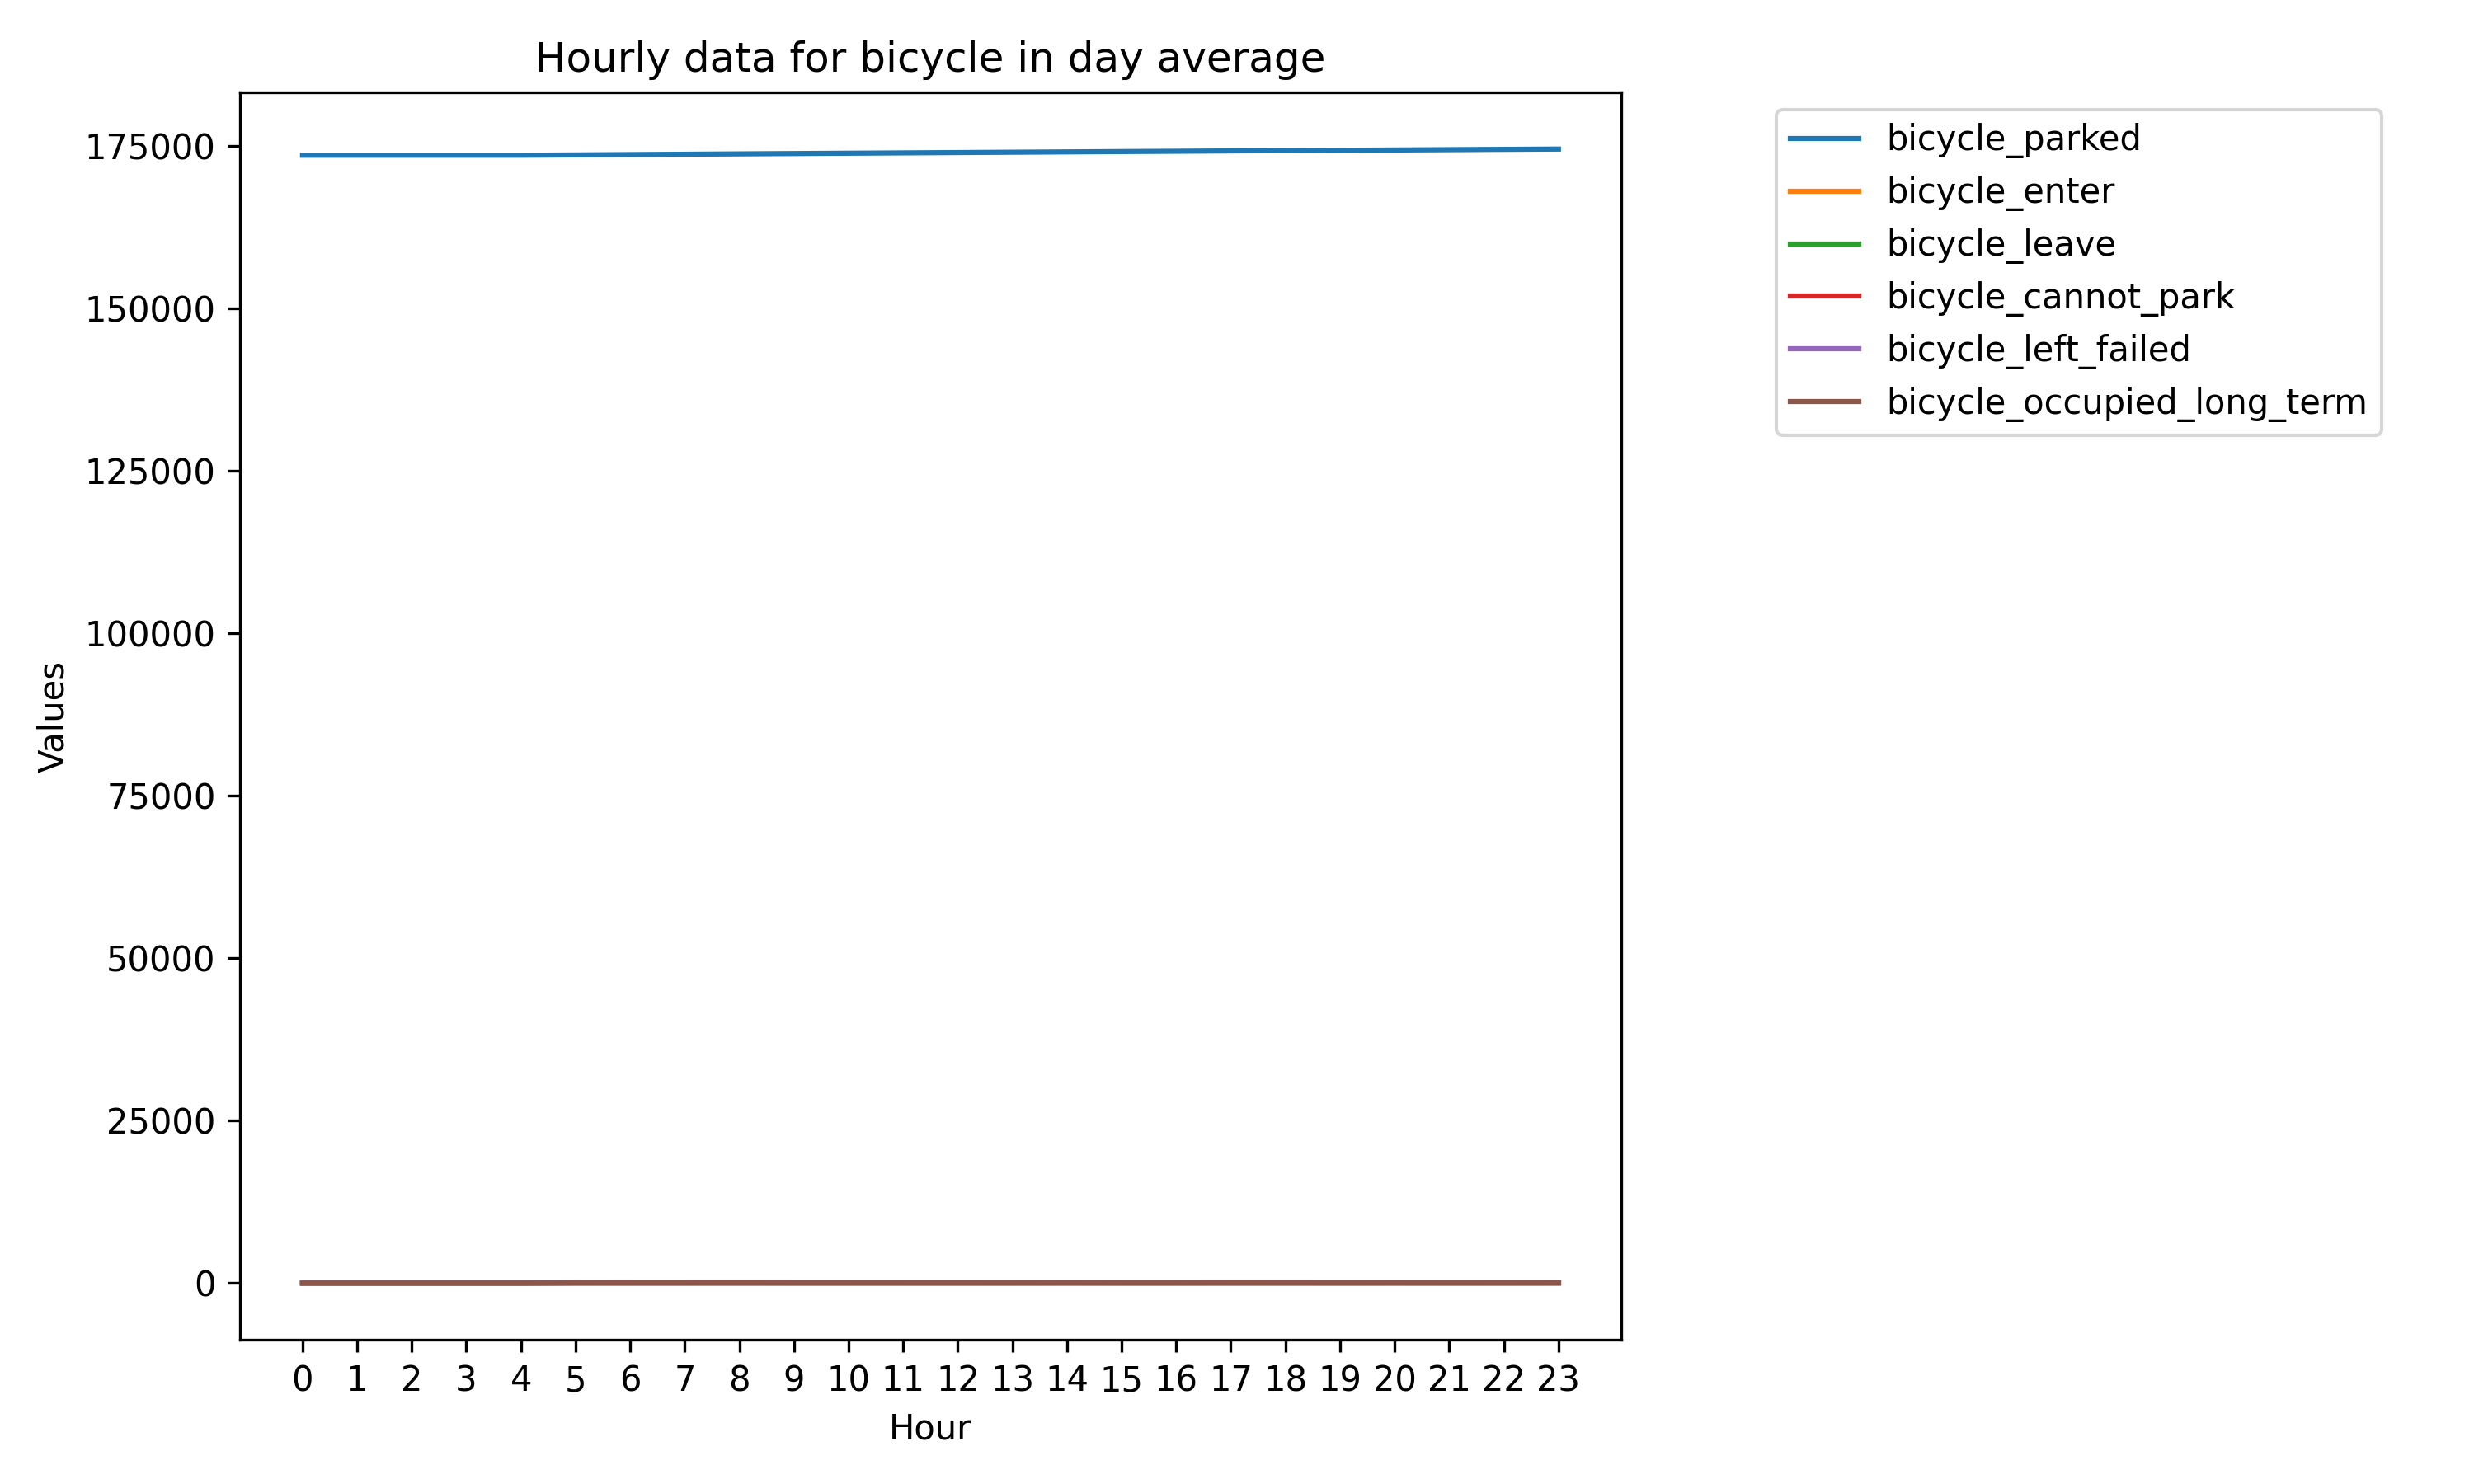 Hourly data for bicycle in day average
175000
150000
125000
100000
75000
50000
25000
0
Values
0 1 2 3 4 5 6 7 8 9 10 11 12 13 14 15 16 17 18 19 20 21 22 23
Hour
bicycle_parked
bicycle_enter
bicycle_leave
bicycle_cannot_park
bicycle_left_failed
bicycle_occupied_long_term